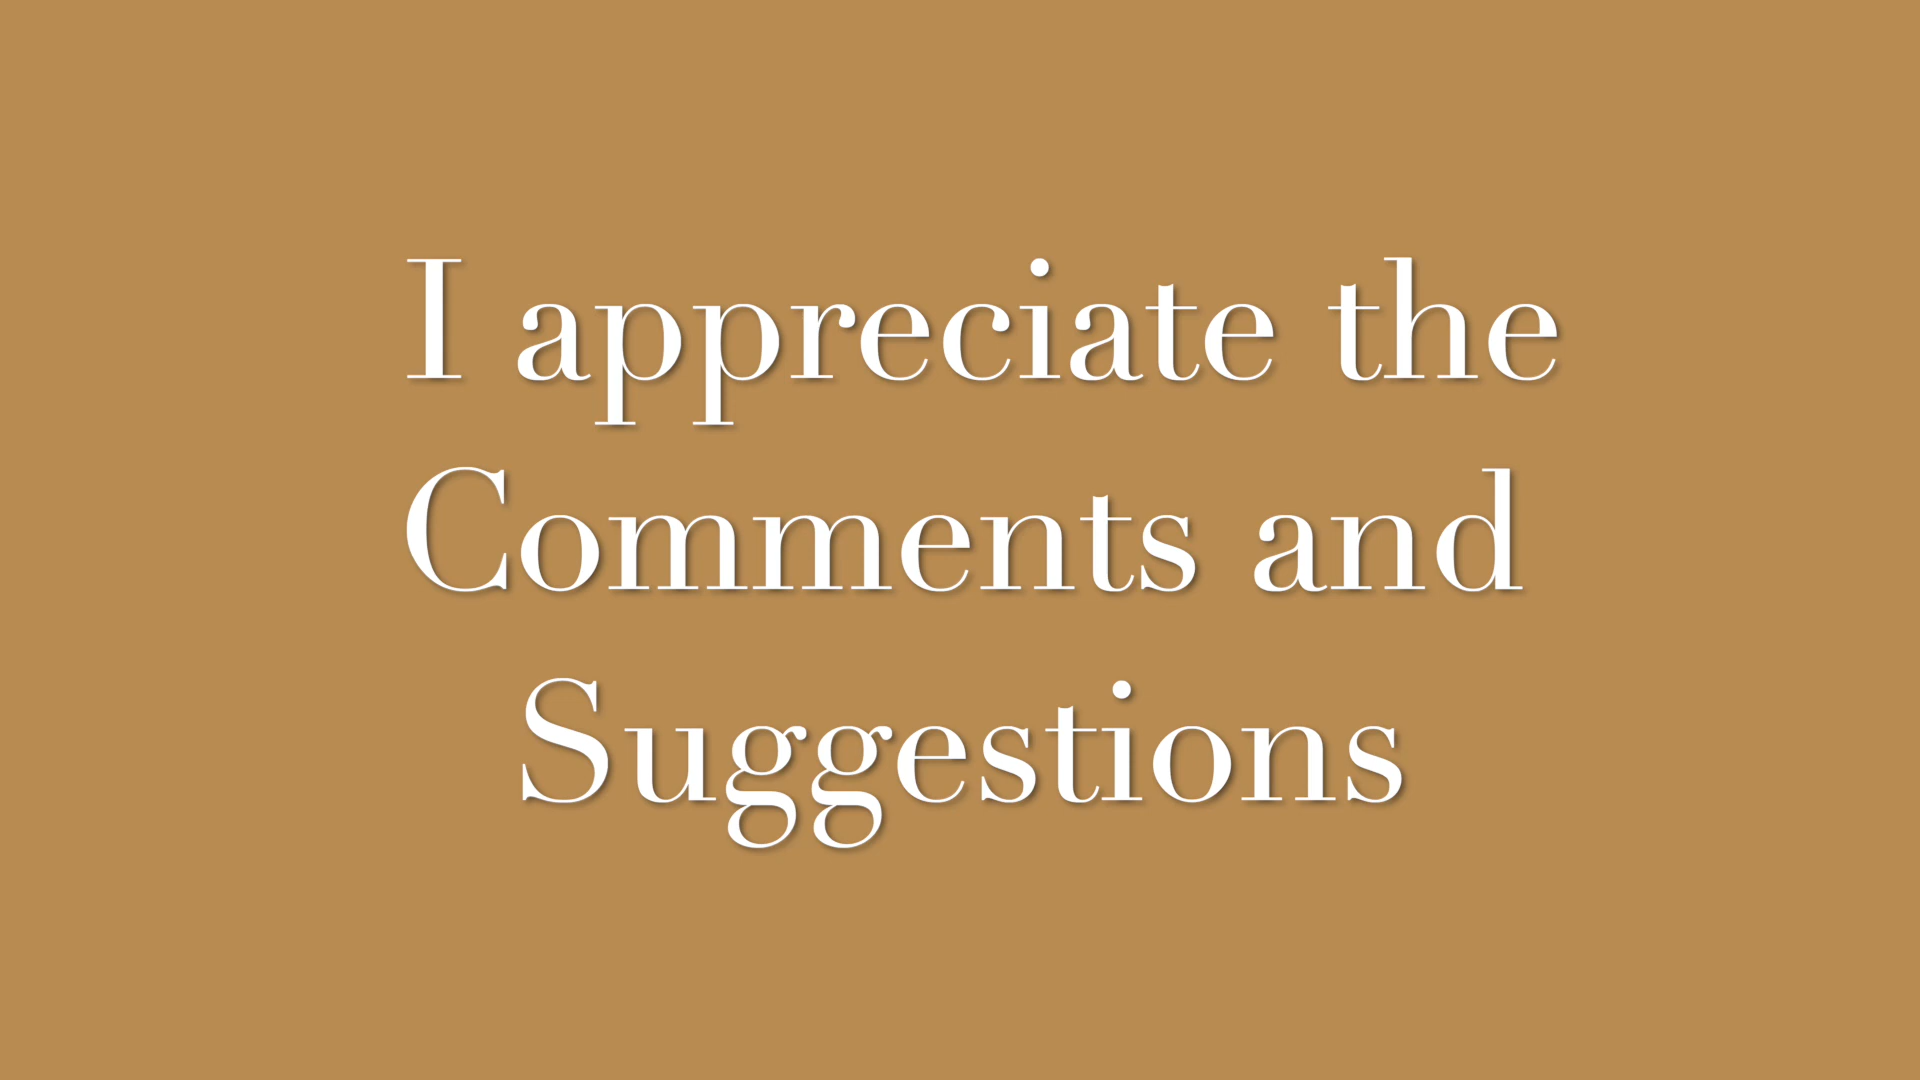 I appreciate the
Comments and
Suggestions